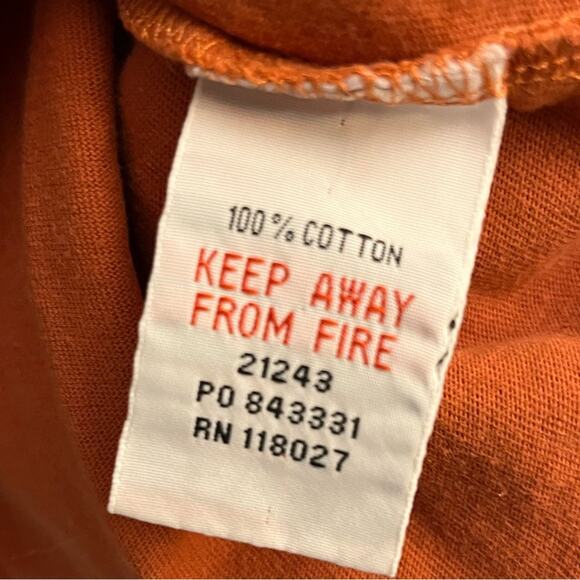 100% COTTON
KEEP AWAY
FROM FIRE
21243
PO 843331
RN 118027